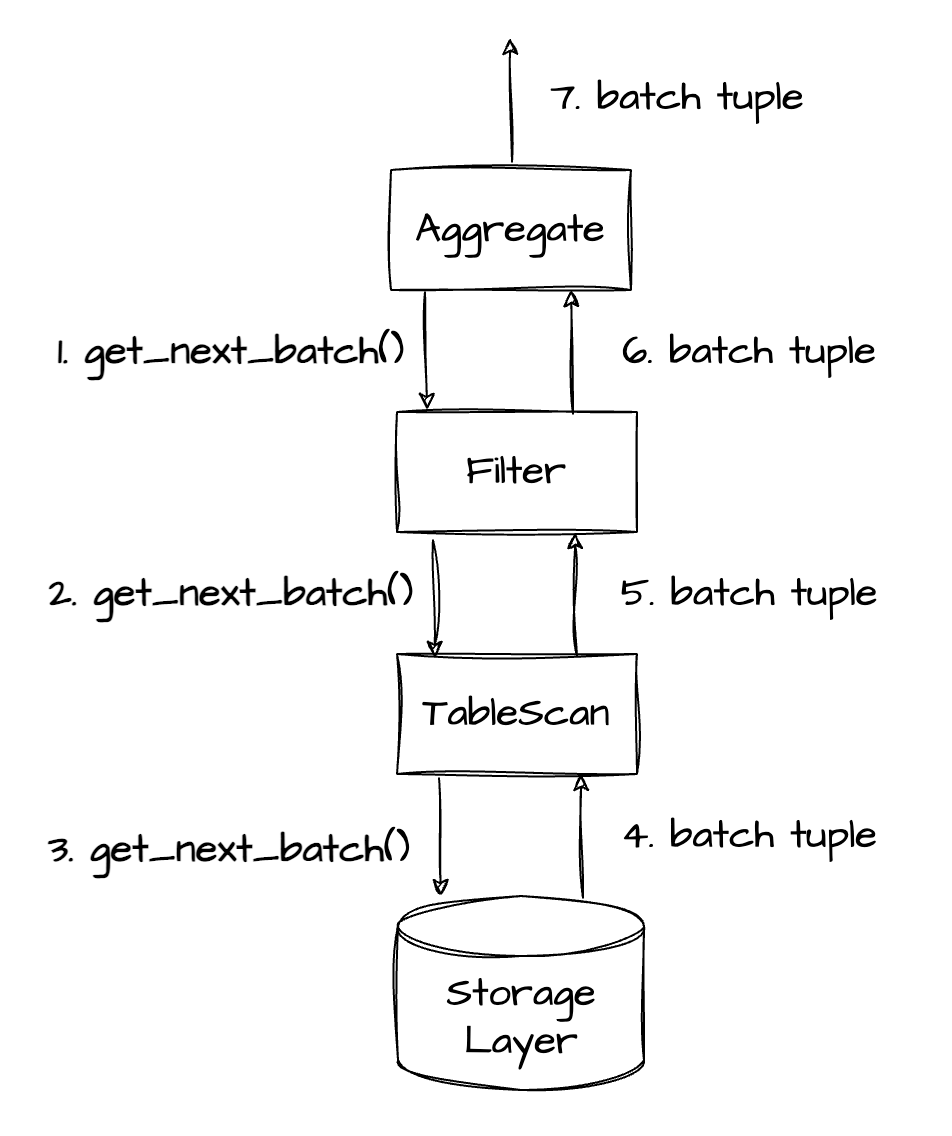 7. batch tuple
Aggregate
1. get_next_batch()
6. batch tuple
Filter
2. get_next_batch()
5. batch tuple
TableScan
3. get_next_batch()
4. batch tuple
Storage
Layer